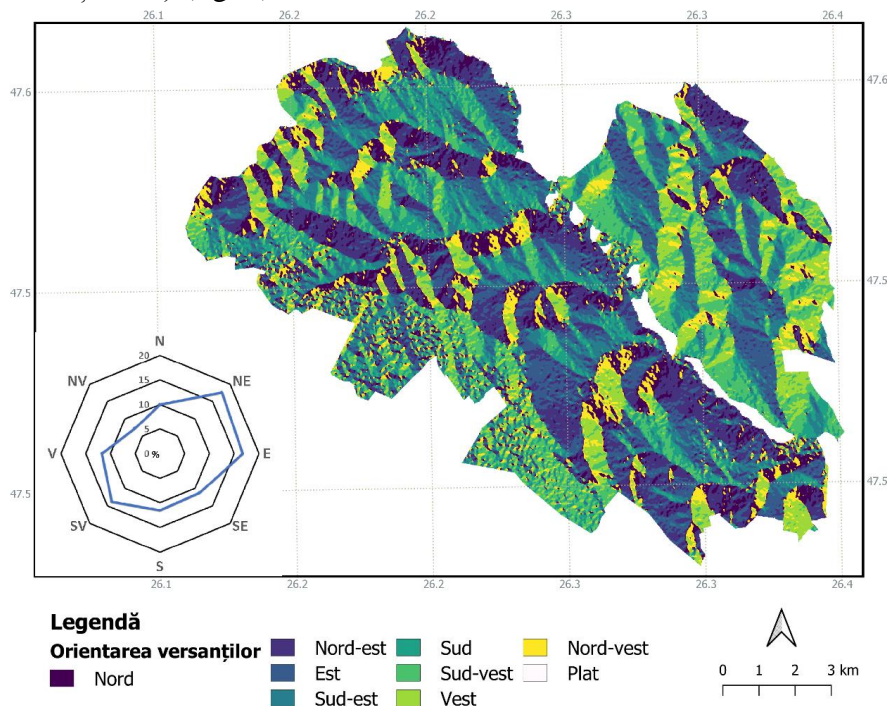 26.1 26.2 26.2 26.3 26.3 26.4
47.6 47.6
47.5 47.5
47.5 47.5
N
20
NV 15 NE
10
5
V 0 % E
SV SE
S
26.1 26.2 26.2 26.3 26.3 26.4
Legendă
Orientarea versanților
Nord
Nord-est
Est
Sud-est
Sud
Sud-vest
Vest
Nord-vest
Plat
0 1 2 3 km